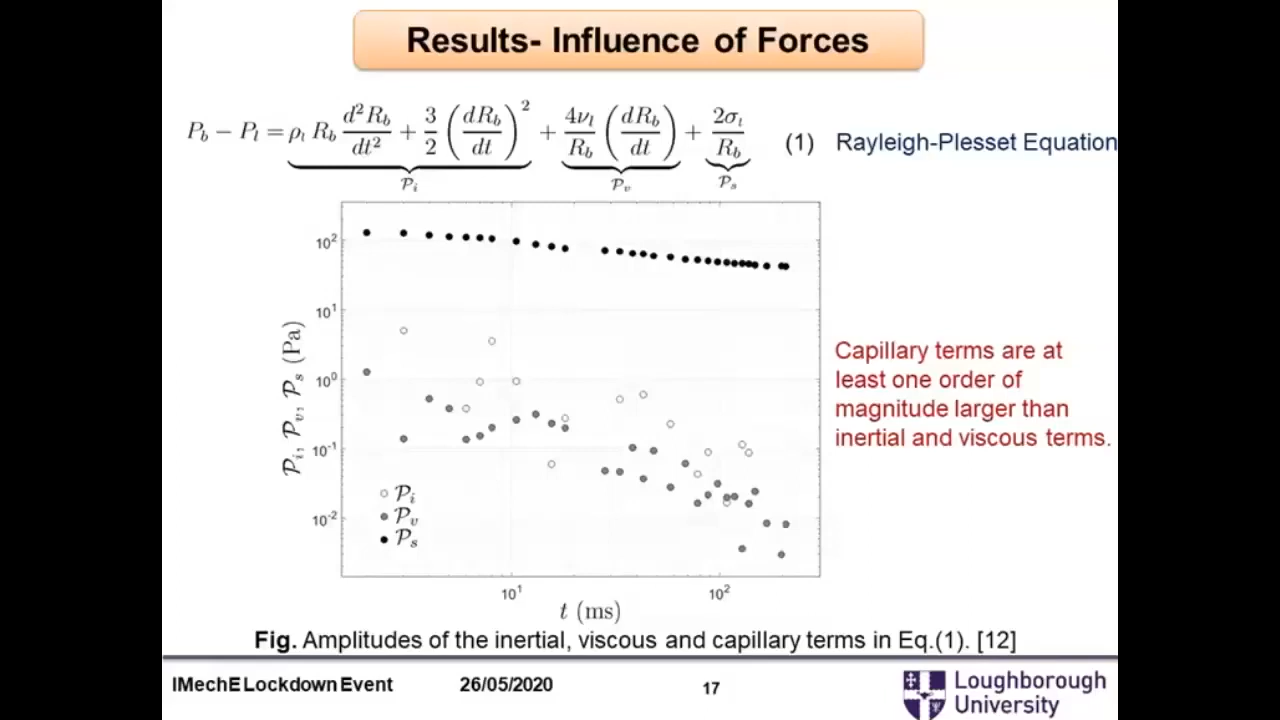 Results- Influence of Forces
P_b − P_l = ρ_l R_b d²R_b/dt² + 3/2 (dR_b/dt)² + 4ν_l/R_b (dR_b/dt) + 2σ_l/R_b (1) Rayleigh-Plesset Equation
𝒫_i 𝒫_v 𝒫_s
10²
10¹
10⁰
10⁻¹
10⁻²
𝒫_i, 𝒫_v, 𝒫_s (Pa)
𝒫_i
𝒫_v
𝒫_s
10¹ 10²
t (ms)
Capillary terms are at
least one order of
magnitude larger than
inertial and viscous terms.
Fig. Amplitudes of the inertial, viscous and capillary terms in Eq.(1). [12]
IMechE Lockdown Event 26/05/2020 17
Loughborough
University